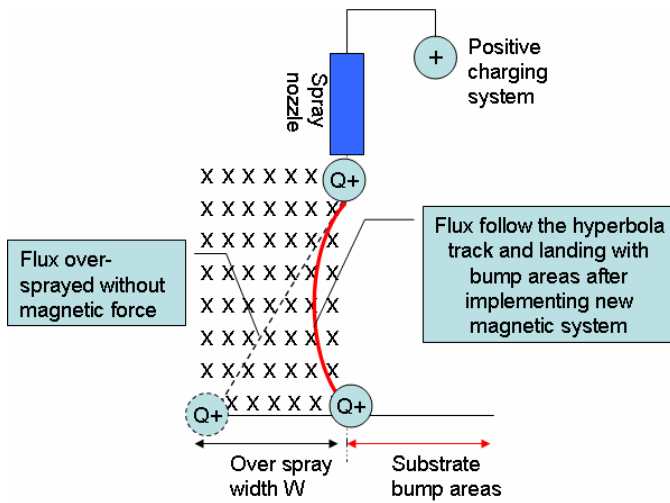 +
Positive
charging
system
Spray
nozzle
Q+
X X X X X X
X X X X X X X
X X X X X X X
X X X X X X X
X X X X X X X
X X X X X X X
X X X X X X X
X X X X X
Flux over-
sprayed without
magnetic force
Flux follow the hyperbola
track and landing with
bump areas after
implementing new
magnetic system
Q+
Q+
Over spray
width W
Substrate
bump areas